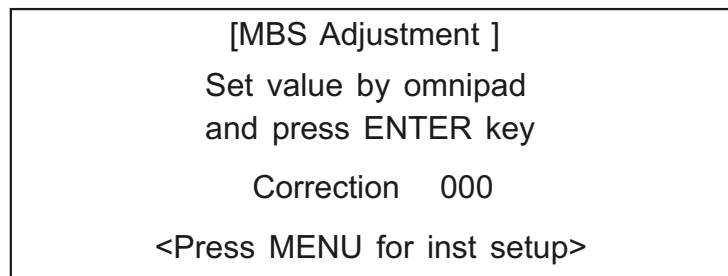 [MBS Adjustment ]
Set value by omnipad
and press ENTER key
Correction 000
<Press MENU for inst setup>